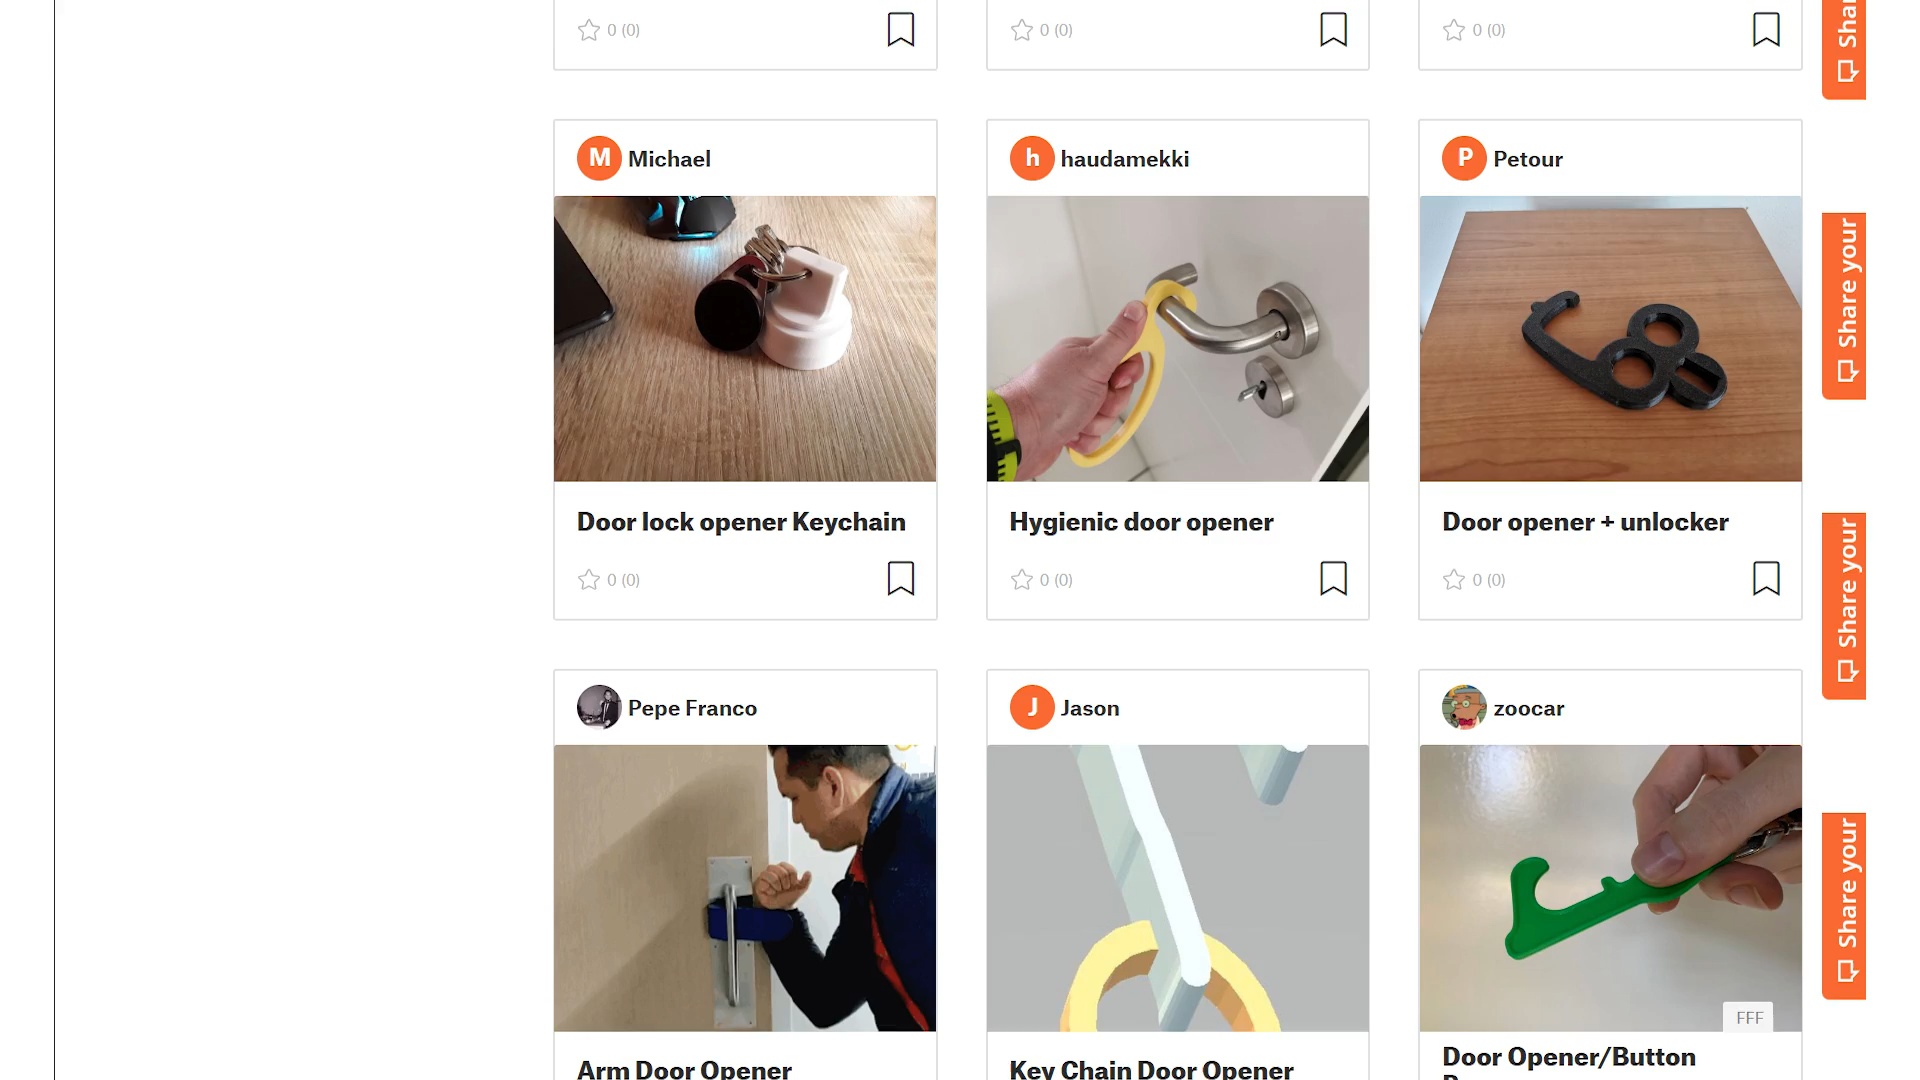 0 (0)
0 (0)
0 (0)
Shar
M Michael
h haudamekki
P Petour
Share your
Door lock opener Keychain
Hygienic door opener
Door opener + unlocker
0 (0)
0 (0)
0 (0)
Share your
Pepe Franco
J Jason
zoocar
Share your
FFF
Arm Door Opener
Key Chain Door Opener
Door Opener/Button